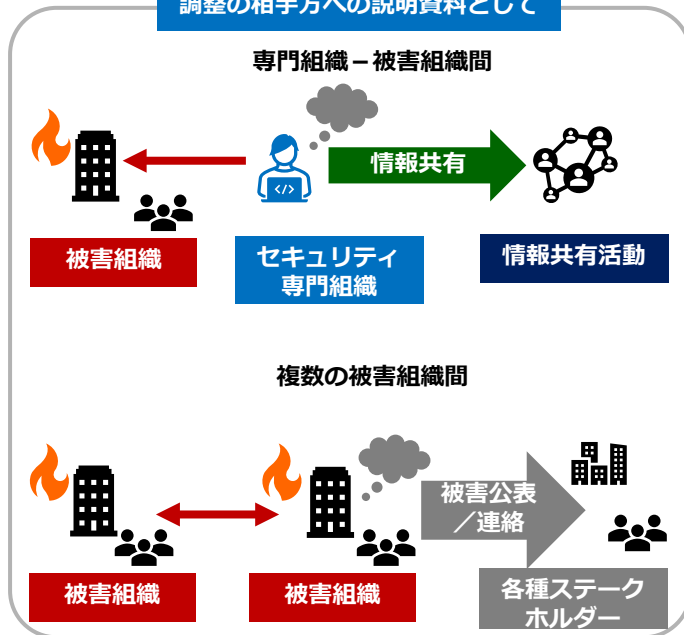 調整の相手方への説明資料として
専門組織－被害組織間
情報共有
被害組織
セキュリティ
専門組織
情報共有活動
複数の被害組織間
被害公表
／連絡
被害組織
被害組織
各種ステーク
ホルダー